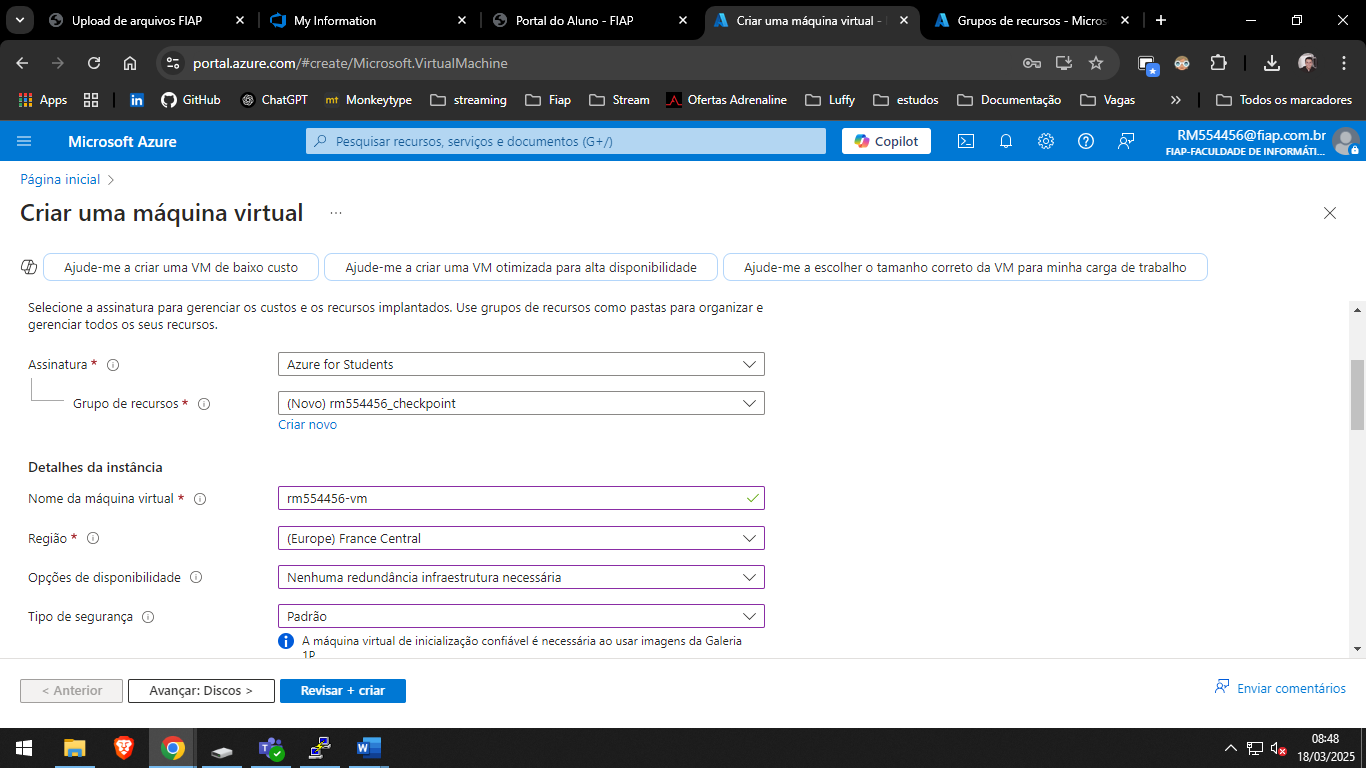 Upload de arquivos FIAP
My Information
Portal do Aluno - FIAP
Criar uma máquina virtual -
Grupos de recursos - Micros
portal.azure.com/#create/Microsoft.VirtualMachine
Apps
GitHub
ChatGPT
mt Monkeytype
streaming
Fiap
Stream
Ofertas Adrenaline
Luffy
estudos
Documentação
Vagas
»
Todos os marcadores
Microsoft Azure
Pesquisar recursos, serviços e documentos (G+/)
Copilot
RM554456@fiap.com.br
FIAP-FACULDADE DE INFORMÁTI...
Página inicial >
Criar uma máquina virtual ...
Ajude-me a criar uma VM de baixo custo
Ajude-me a criar uma VM otimizada para alta disponibilidade
Ajude-me a escolher o tamanho correto da VM para minha carga de trabalho
Selecione a assinatura para gerenciar os custos e os recursos implantados. Use grupos de recursos como pastas para organizar e
gerenciar todos os seus recursos.
Assinatura *
Azure for Students
Grupo de recursos *
(Novo) rm554456_checkpoint
Criar novo
Detalhes da instância
Nome da máquina virtual *
rm554456-vm
Região *
(Europe) France Central
Opções de disponibilidade
Nenhuma redundância infraestrutura necessária
Tipo de segurança
Padrão
A máquina virtual de inicialização confiável é necessária ao usar imagens da Galeria
1P
< Anterior
Avançar: Discos >
Revisar + criar
Enviar comentários
08:48
18/03/2025